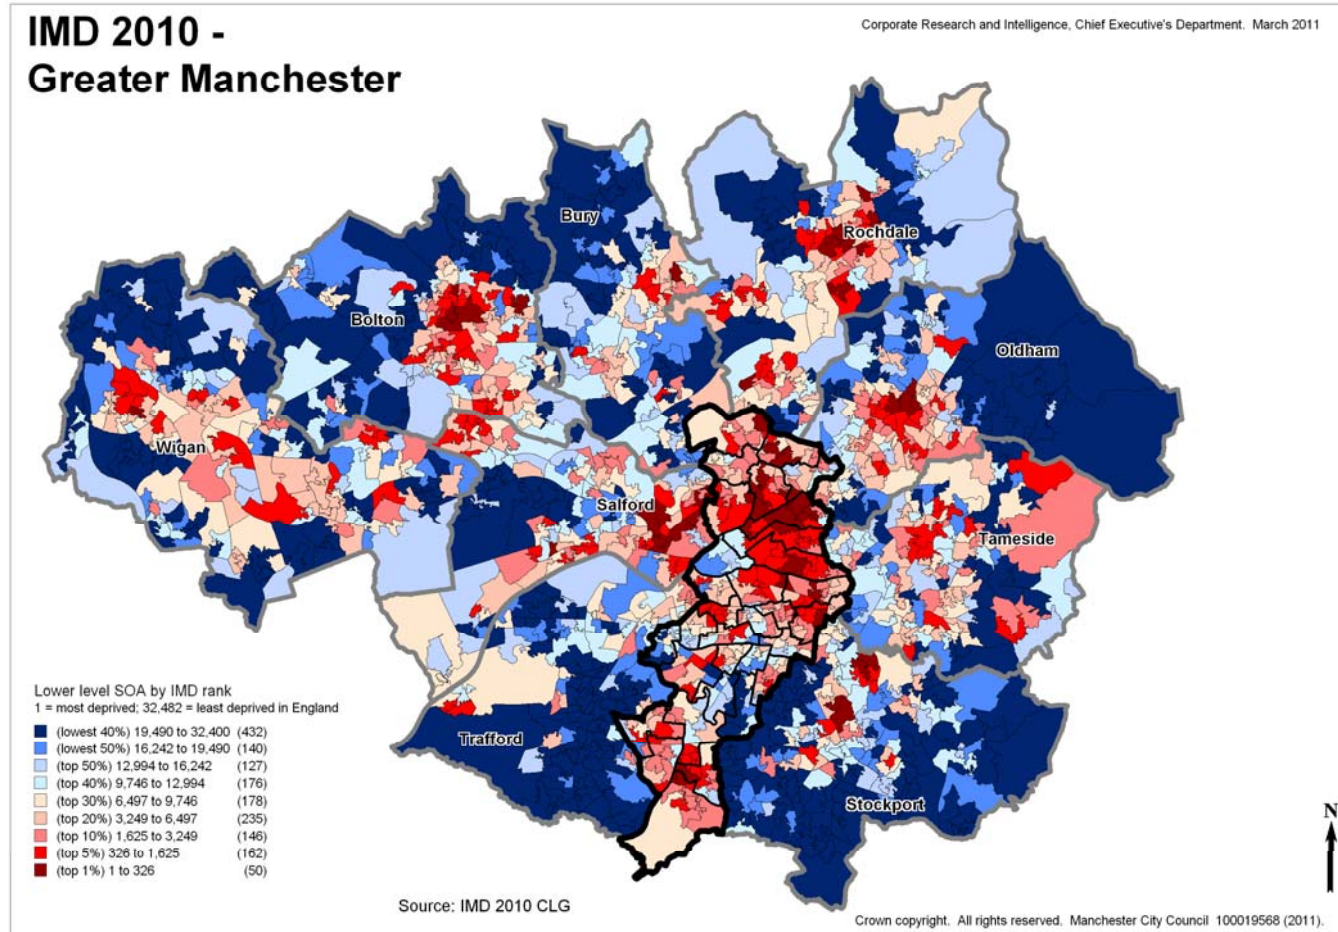 IMD 2010 -
Greater Manchester
Corporate Research and Intelligence, Chief Executive's Department. March 2011
Bury
Rochdale
Bolton
Oldham
Wigan
Salford
Tameside
Trafford
Stockport
Lower level SOA by IMD rank
1 = most deprived; 32,482 = least deprived in England
(lowest 40%) 19,490 to 32,400 (432)
(lowest 50%) 16,242 to 19,490 (140)
(top 50%) 12,994 to 16,242 (127)
(top 40%) 9,746 to 12,994 (176)
(top 30%) 6,497 to 9,746 (178)
(top 20%) 3,249 to 6,497 (235)
(top 10%) 1,625 to 3,249 (146)
(top 5%) 326 to 1,625 (162)
(top 1%) 1 to 326 (50)
N
Source: IMD 2010 CLG
Crown copyright. All rights reserved. Manchester City Council 100019568 (2011).